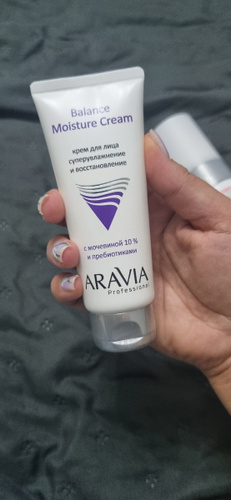 Balance
Moisture Cream
крем для лица
суперувлажнение
и восстановление
с мочевиной 10 %
и пребиотиками
ARAVIA
Professional